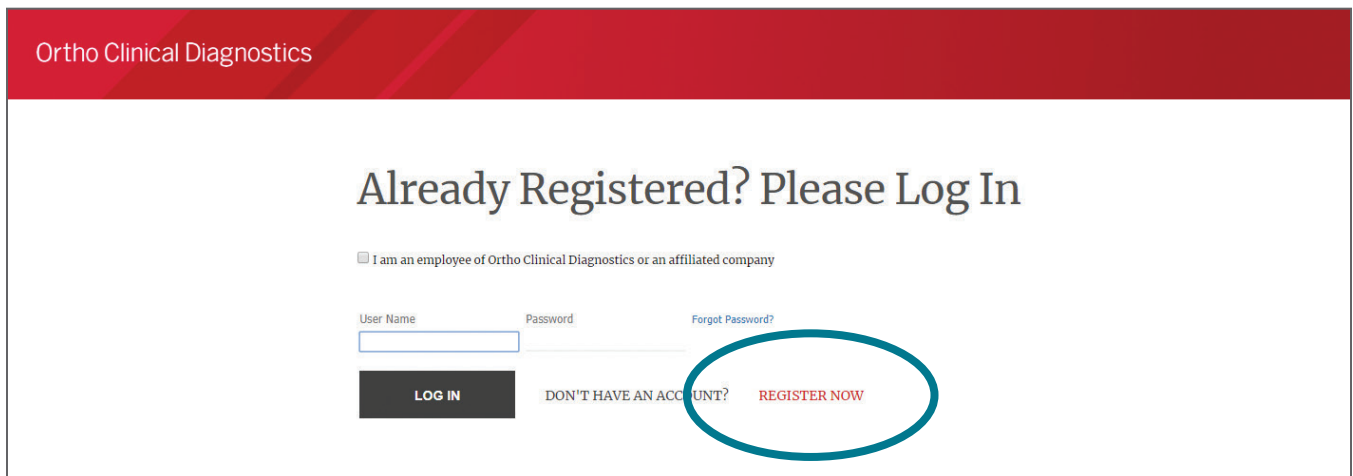 Ortho Clinical Diagnostics
Already Registered? Please Log In
I am an employee of Ortho Clinical Diagnostics or an affiliated company
User Name Password Forgot Password?
LOG IN DON'T HAVE AN ACCOUNT? REGISTER NOW